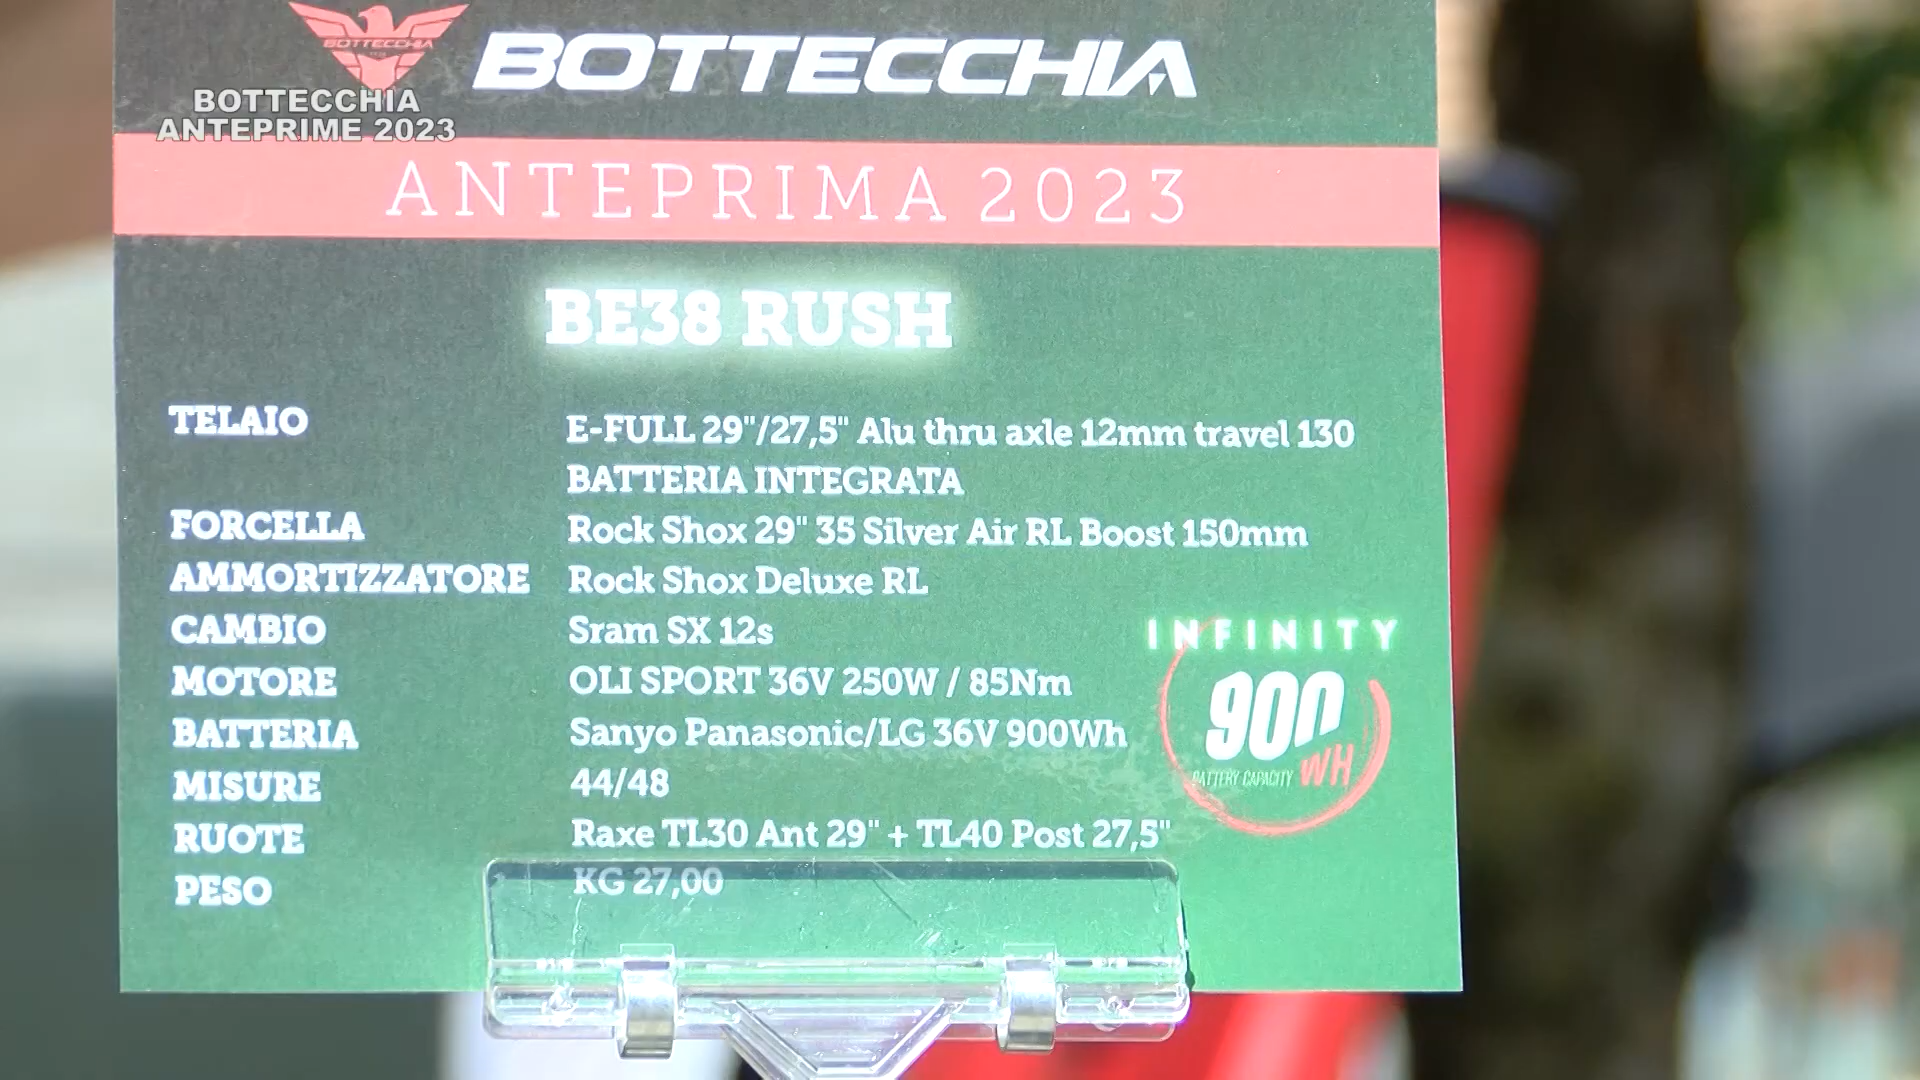 BOTTECCHIA
BOTTECCHIA
BOTTECCHIA
ANTEPRIME 2023
ANTEPRIMA 2023
BE38 RUSH
TELAIO E-FULL 29"/27,5" Alu thru axle 12mm travel 130
BATTERIA INTEGRATA
FORCELLA Rock Shox 29" 35 Silver Air RL Boost 150mm
AMMORTIZZATORE Rock Shox Deluxe RL
CAMBIO Sram SX 12s
MOTORE OLI SPORT 36V 250W / 85Nm
BATTERIA Sanyo Panasonic/LG 36V 900Wh
MISURE 44/48
RUOTE Raxe TL30 Ant 29" + TL40 Post 27,5"
PESO KG 27,00
INFINITY
900
BATTERY CAPACITY WH